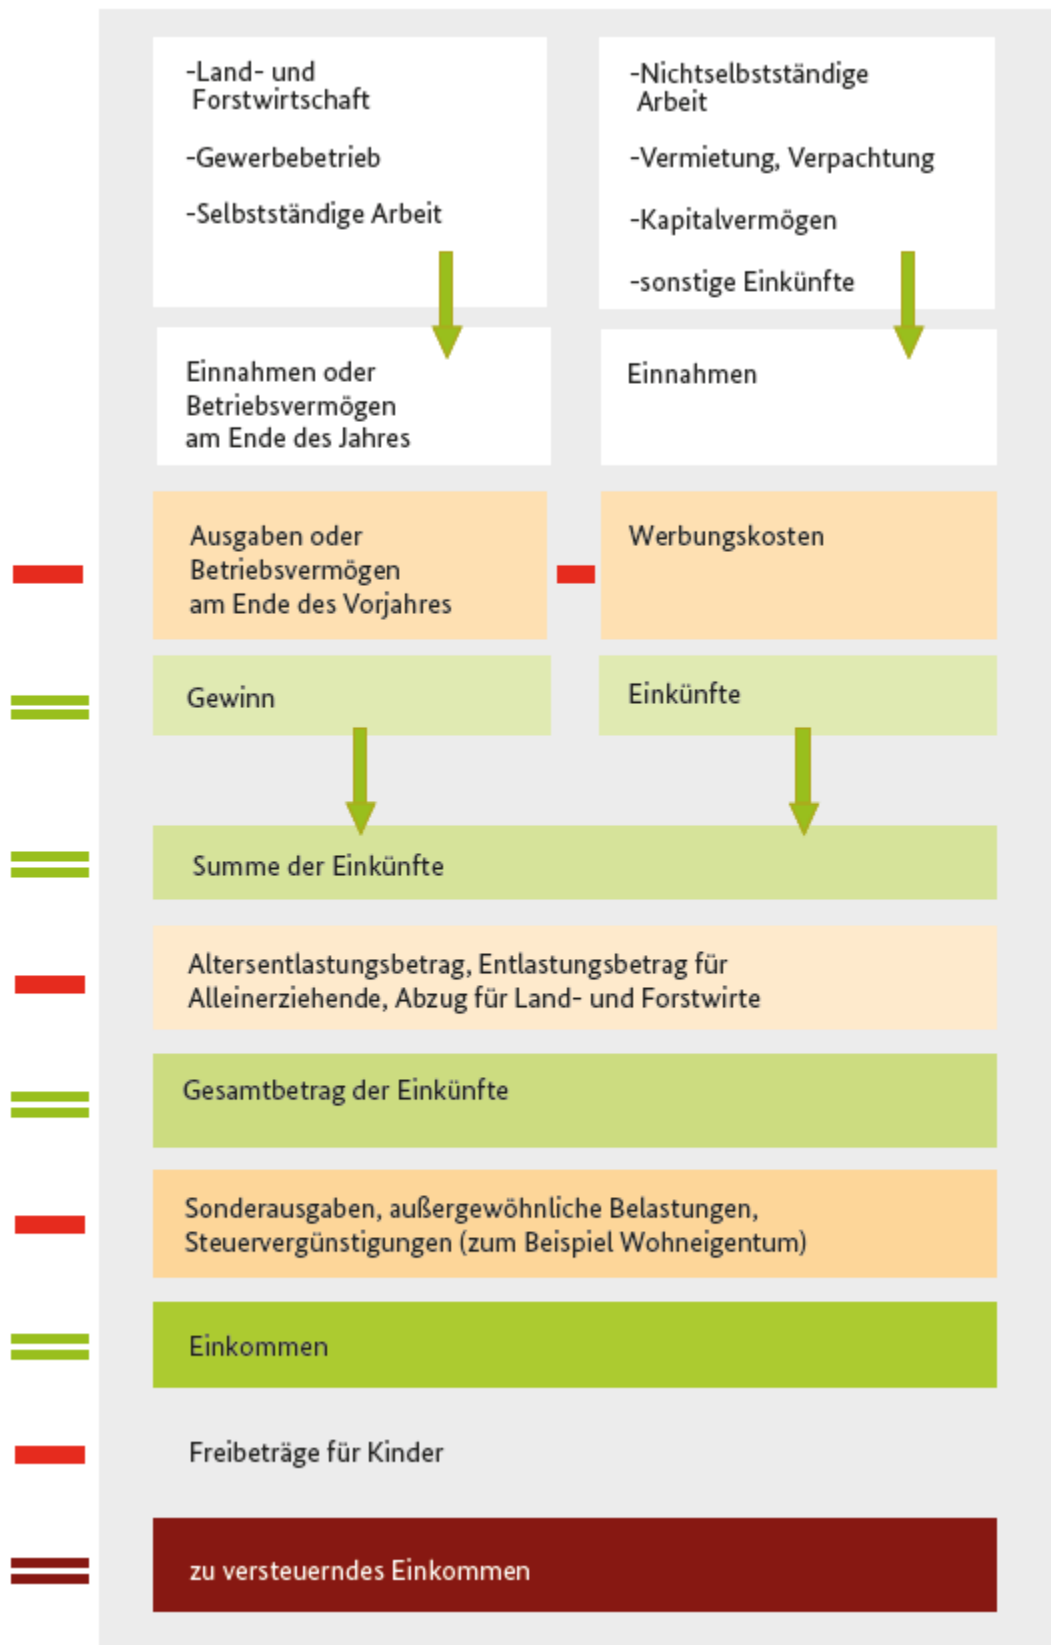 -Land- und
Forstwirtschaft
-Gewerbebetrieb
-Selbstständige Arbeit
-Nichtselbstständige
Arbeit
-Vermietung, Verpachtung
-Kapitalvermögen
-sonstige Einkünfte
Einnahmen oder
Betriebsvermögen
am Ende des Jahres
Einnahmen
Ausgaben oder
Betriebsvermögen
am Ende des Vorjahres
Werbungskosten
Gewinn
Einkünfte
Summe der Einkünfte
Altersentlastungsbetrag, Entlastungsbetrag für
Alleinerziehende, Abzug für Land- und Forstwirte
Gesamtbetrag der Einkünfte
Sonderausgaben, außergewöhnliche Belastungen,
Steuervergünstigungen (zum Beispiel Wohneigentum)
Einkommen
Freibeträge für Kinder
zu versteuerndes Einkommen